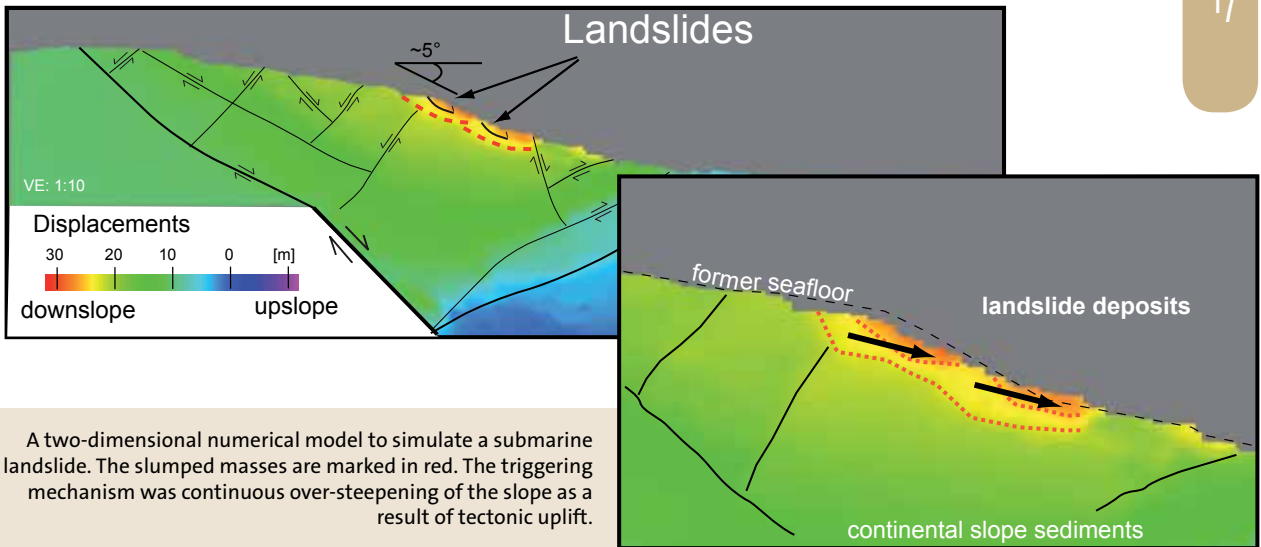 17
Landslides
~5°
VE: 1:10
Displacements
30 20 10 0 [m]
downslope upslope
former seafloor
landslide deposits
continental slope sediments
A two-dimensional numerical model to simulate a submarine
landslide. The slumped masses are marked in red. The triggering
mechanism was continuous over-steepening of the slope as a
result of tectonic uplift.